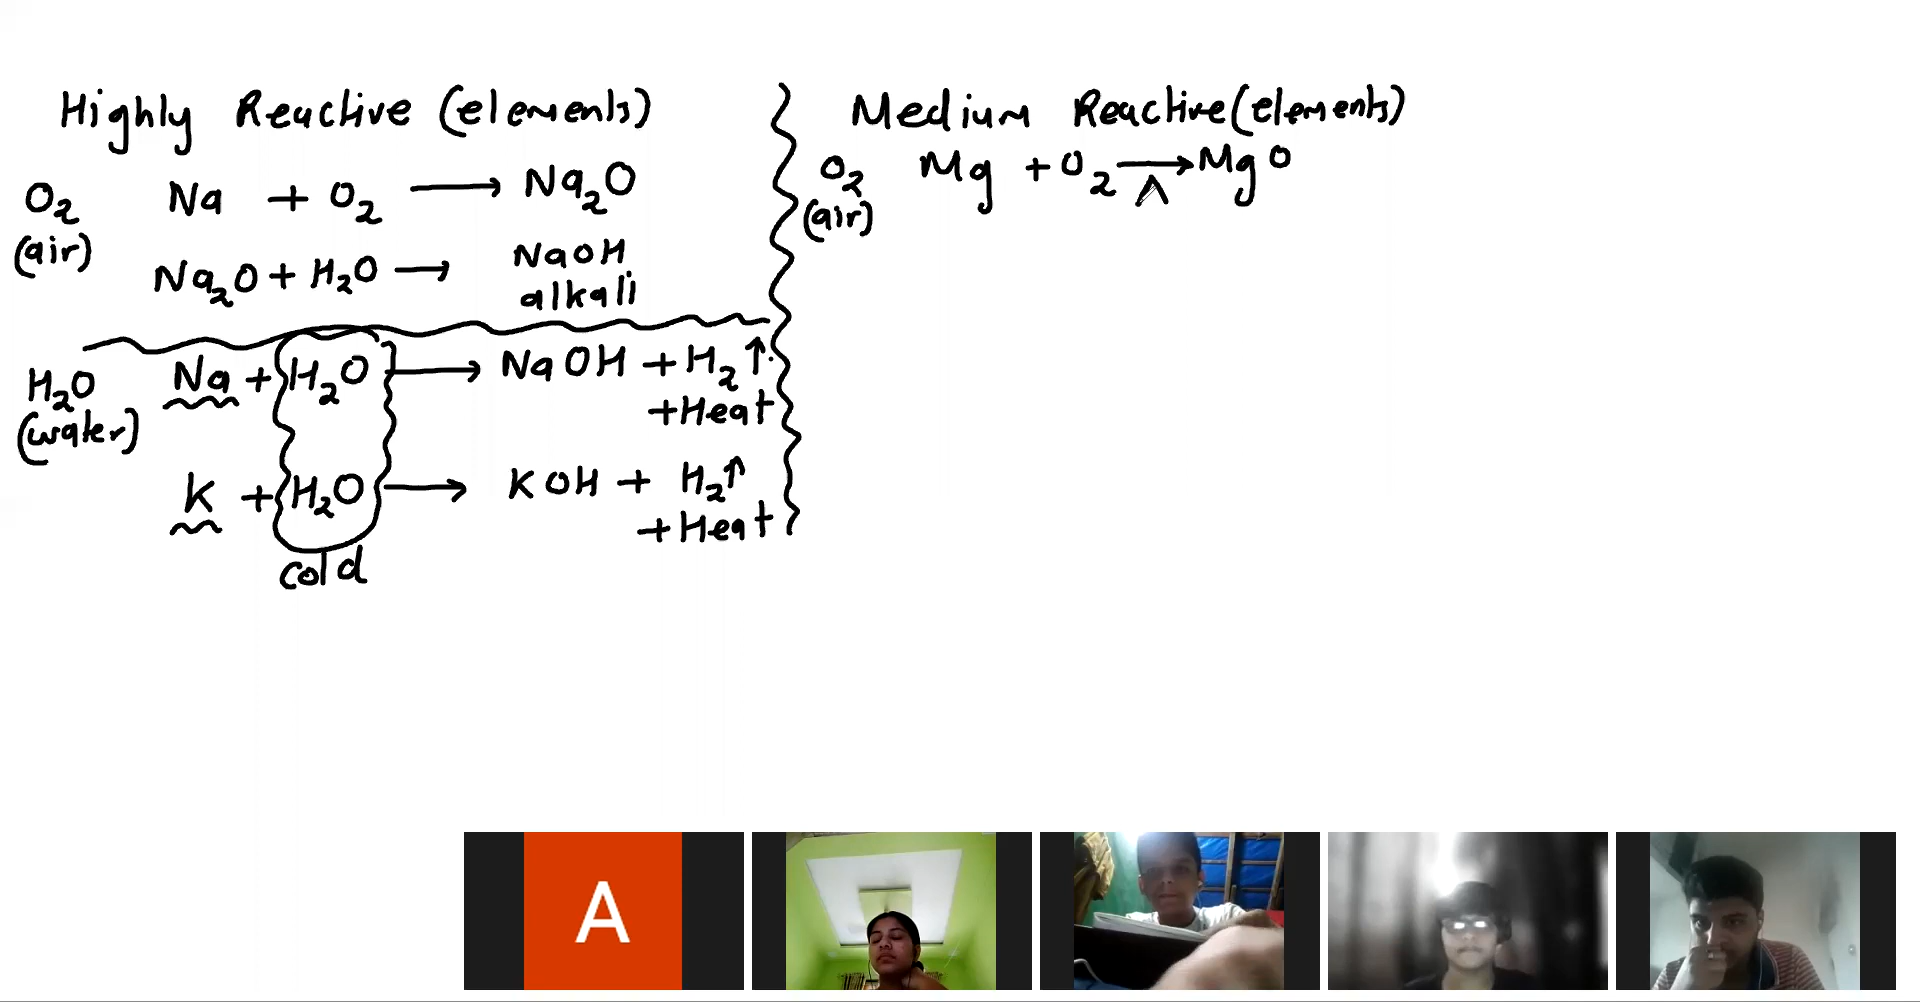 Highly Reactive (elements)
O₂ Na + O₂ ⟶ Na₂O
(air)
Na₂O + H₂O ⟶ NaOH
alkali
H₂O Na + H₂O ⟶ NaOH + H₂↑
(water) + Heat
K + H₂O ⟶ KOH + H₂↑
+ Heat
cold
Medium Reactive (elements)
O₂ Mg + O₂ ⟶ MgO
(air) Δ
A